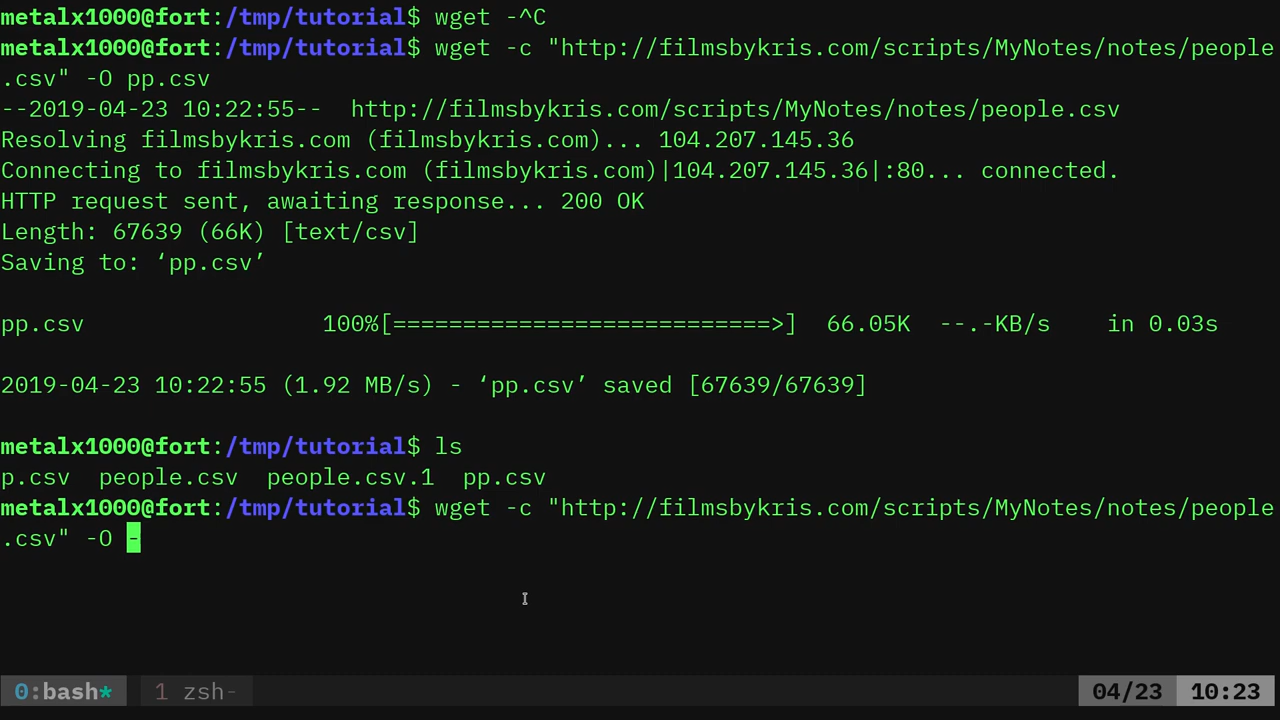 metalx1000@fort:/tmp/tutorial$ wget -^C
metalx1000@fort:/tmp/tutorial$ wget -c "http://filmsbykris.com/scripts/MyNotes/notes/people
.csv" -O pp.csv
--2019-04-23 10:22:55--  http://filmsbykris.com/scripts/MyNotes/notes/people.csv
Resolving filmsbykris.com (filmsbykris.com)... 104.207.145.36
Connecting to filmsbykris.com (filmsbykris.com)|104.207.145.36|:80... connected.
HTTP request sent, awaiting response... 200 OK
Length: 67639 (66K) [text/csv]
Saving to: ‘pp.csv’
pp.csv                 100%[===========================>]  66.05K  --.-KB/s    in 0.03s
2019-04-23 10:22:55 (1.92 MB/s) - ‘pp.csv’ saved [67639/67639]
metalx1000@fort:/tmp/tutorial$ ls
p.csv  people.csv  people.csv.1  pp.csv
metalx1000@fort:/tmp/tutorial$ wget -c "http://filmsbykris.com/scripts/MyNotes/notes/people
.csv" -O -
0:bash*  1 zsh-  04/23  10:23